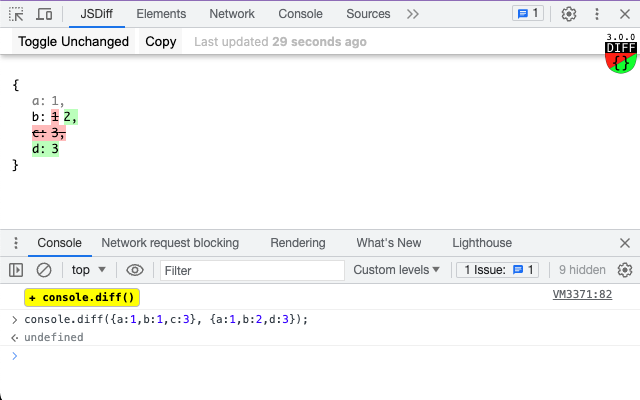 JSDiff Elements Network Console Sources 1
Toggle Unchanged Copy Last updated 29 seconds ago
3.0.0
DIFF
{}
{
a: 1,
b: 1 2,
c: 3,
d: 3
}
Console Network request blocking Rendering What's New Lighthouse
top Filter Custom levels 1 Issue: 1 9 hidden
+ console.diff() VM3371:82
console.diff({a:1,b:1,c:3}, {a:1,b:2,d:3});
undefined